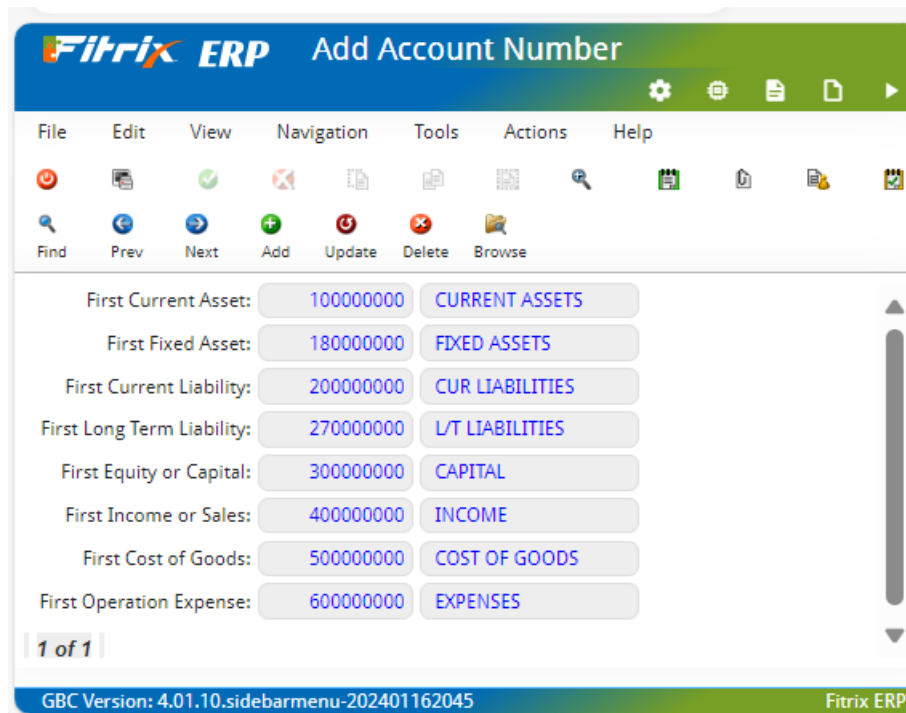 Fitrix ERP Add Account Number
File Edit View Navigation Tools Actions Help
Find Prev Next Add Update Delete Browse
First Current Asset: 100000000 CURRENT ASSETS
First Fixed Asset: 180000000 FIXED ASSETS
First Current Liability: 200000000 CUR LIABILITIES
First Long Term Liability: 270000000 L/T LIABILITIES
First Equity or Capital: 300000000 CAPITAL
First Income or Sales: 400000000 INCOME
First Cost of Goods: 500000000 COST OF GOODS
First Operation Expense: 600000000 EXPENSES
1 of 1
GBC Version: 4.01.10.sidebarmenu-202401162045 Fitrix ERP